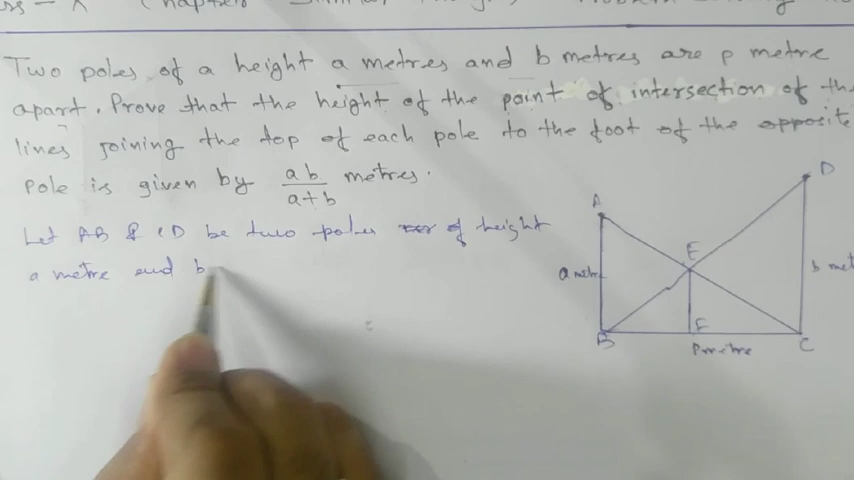 Two poles of a height a metres and b metres are p metre
apart. Prove that the height of the point of intersection of
lines joining the top of each pole to the foot of the opposite
pole is given by ab/a+b metres.
Let AB & CD be two poles of height
a metre and b
A
D
E
a metre
b
B
F
C
P metre